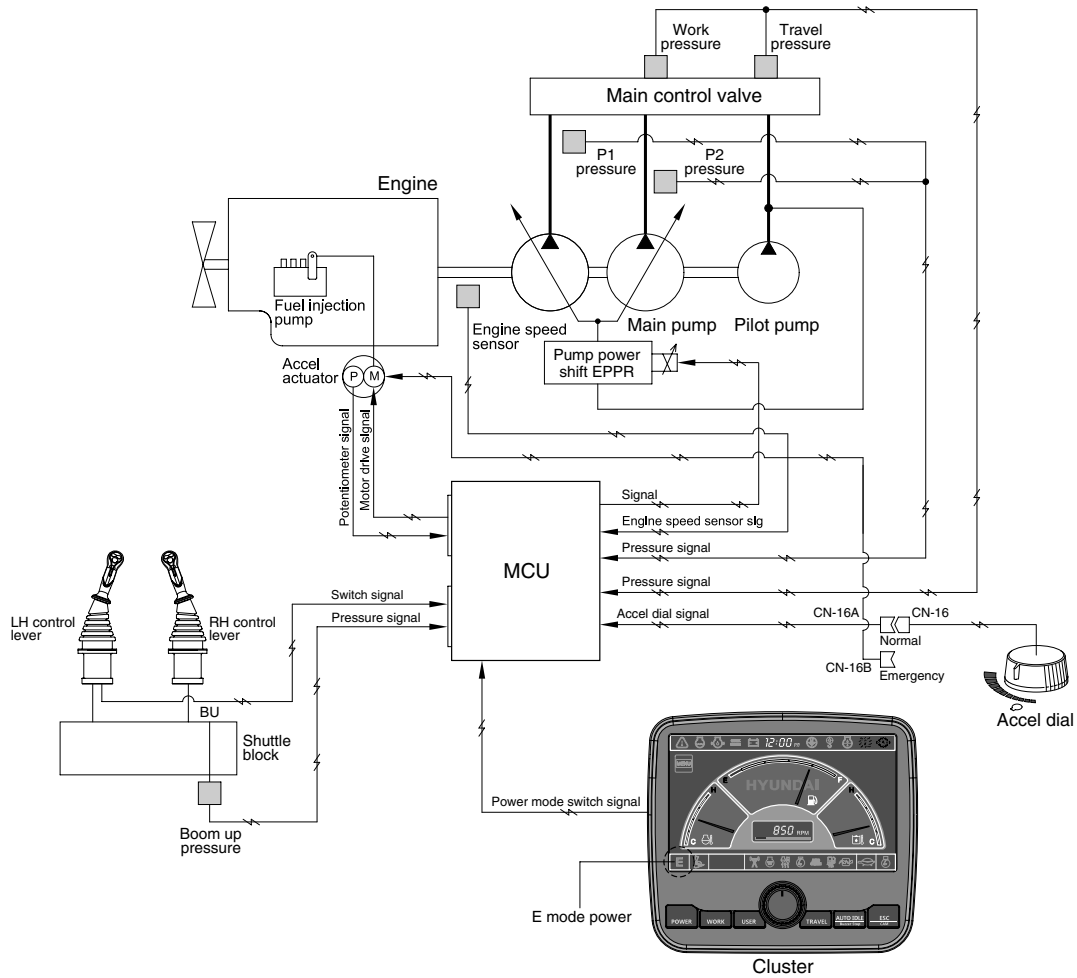 Work
pressure
Travel
pressure
Main control valve
P1
pressure
P2
pressure
Engine
Fuel injection
pump
Engine speed
sensor
Main pump
Pilot pump
Accel
actuator
P
M
Pump power
shift EPPR
Potentiometer signal
Motor drive signal
MCU
Signal
Engine speed sensor sig
Pressure signal
Pressure signal
Accel dial signal
CN-16A
CN-16
Normal
CN-16B
Emergency
Accel dial
LH control
lever
RH control
lever
Switch signal
Pressure signal
BU
Shuttle
block
Boom up
pressure
Power mode switch signal
12:00
MENU
E
F
H
HYUNDAI
H
C
850 RPM
C
E
E mode power
POWER
WORK
USER
TRAVEL
AUTO IDLE
ESC
CAM
Cluster